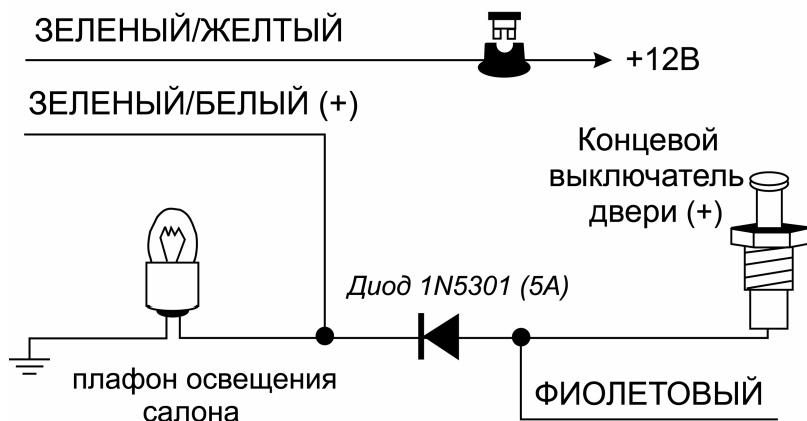 ЗЕЛЕНЫЙ/ЖЕЛТЫЙ
+12В
ЗЕЛЕНЫЙ/БЕЛЫЙ (+)
Концевой
выключатель
двери (+)
Диод 1N5301 (5А)
плафон освещения
салона
ФИОЛЕТОВЫЙ